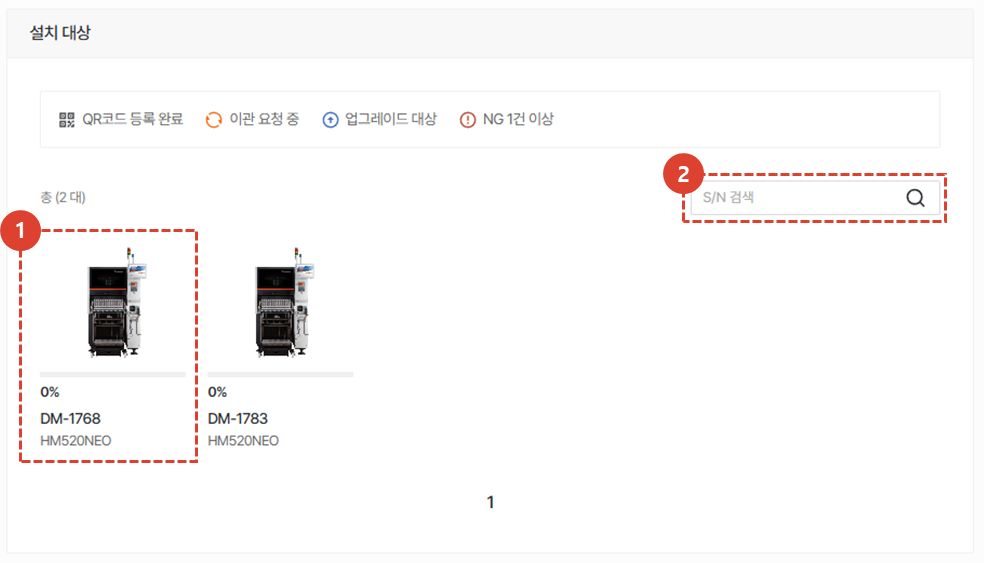 설치 대상
QR코드 등록 완료 이관 요청 중 업그레이드 대상 NG 1건 이상
2
총 (2 대)
S/N 검색
1
0% 0%
DM-1768 DM-1783
HM520NEO HM520NEO
1